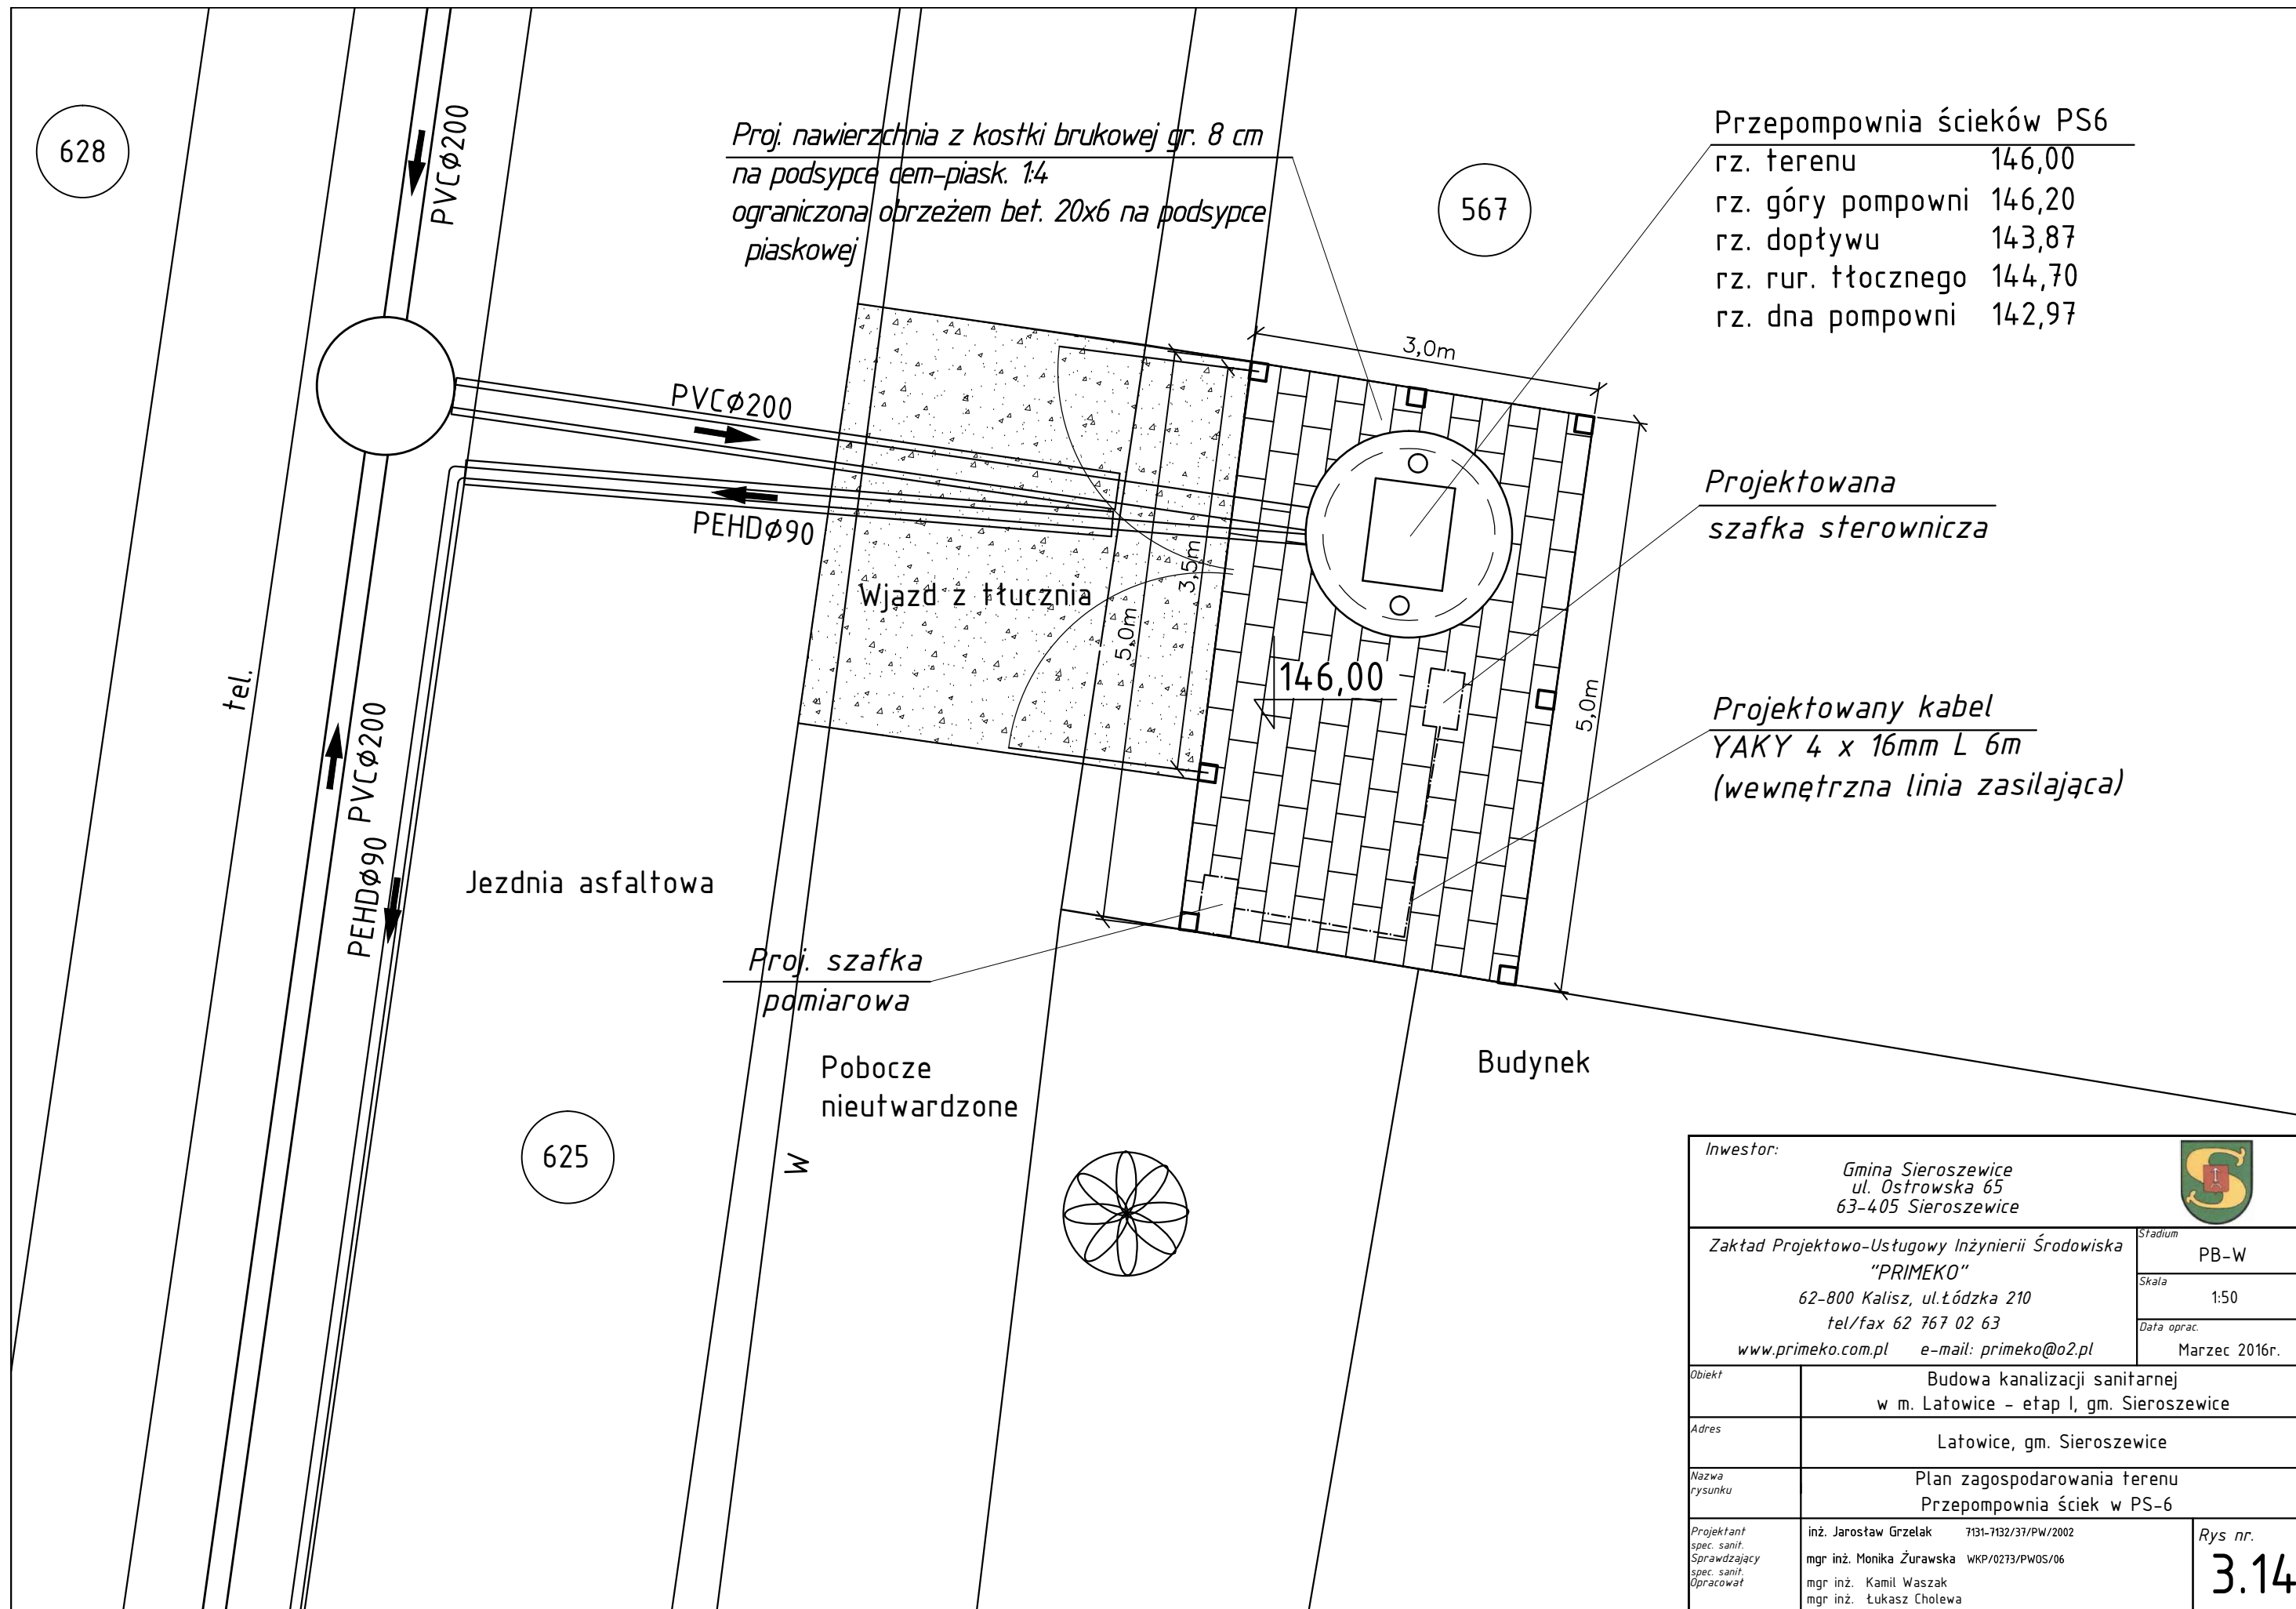 628
PVCϕ200
Proj. nawierzchnia z kostki brukowej gr. 8 cm
na podsypce cem-piask. 1:4
ograniczona obrzeżem bet. 20x6 na podsypce
piaskowej
567
Przepompownia ścieków PS6
rz. terenu 146,00
rz. góry pompowni 146,20
rz. dopływu 143,87
rz. rur. tłocznego 144,70
rz. dna pompowni 142,97
3,0m
PVCϕ200
PEHDϕ90
Wjazd z tłucznia
3,5m
5,0m
146,00
5,0m
Projektowana
szafka sterownicza
Projektowany kabel
YAKY 4 x 16mm L 6m
(wewnętrzna linia zasilająca)
tel.
PEHDϕ90 PVCϕ200
Jezdnia asfaltowa
Proj. szafka
pomiarowa
Pobocze
nieutwardzone
Budynek
625
W
Inwestor:
Gmina Sieroszewice
ul. Ostrowska 65
63-405 Sieroszewice
Zakład Projektowo-Usługowy Inżynierii Środowiska
"PRIMEKO"
62-800 Kalisz, ul.Łódzka 210
tel/fax 62 767 02 63
www.primeko.com.pl e-mail: primeko@o2.pl
Stadium
PB-W
Skala
1:50
Data oprac.
Marzec 2016r.
Obiekt
Budowa kanalizacji sanitarnej
w m. Latowice - etap I, gm. Sieroszewice
Adres
Latowice, gm. Sieroszewice
Nazwa
rysunku
Plan zagospodarowania terenu
Przepompownia ściek w PS-6
Projektant
spec. sanit.
inż. Jarosław Grzelak 7131-7132/37/PW/2002
Sprawdzający
spec. sanit.
mgr inż. Monika Żurawska WKP/0273/PWOS/06
Opracował
mgr inż. Kamil Waszak
mgr inż. Łukasz Cholewa
Rys nr.
3.14